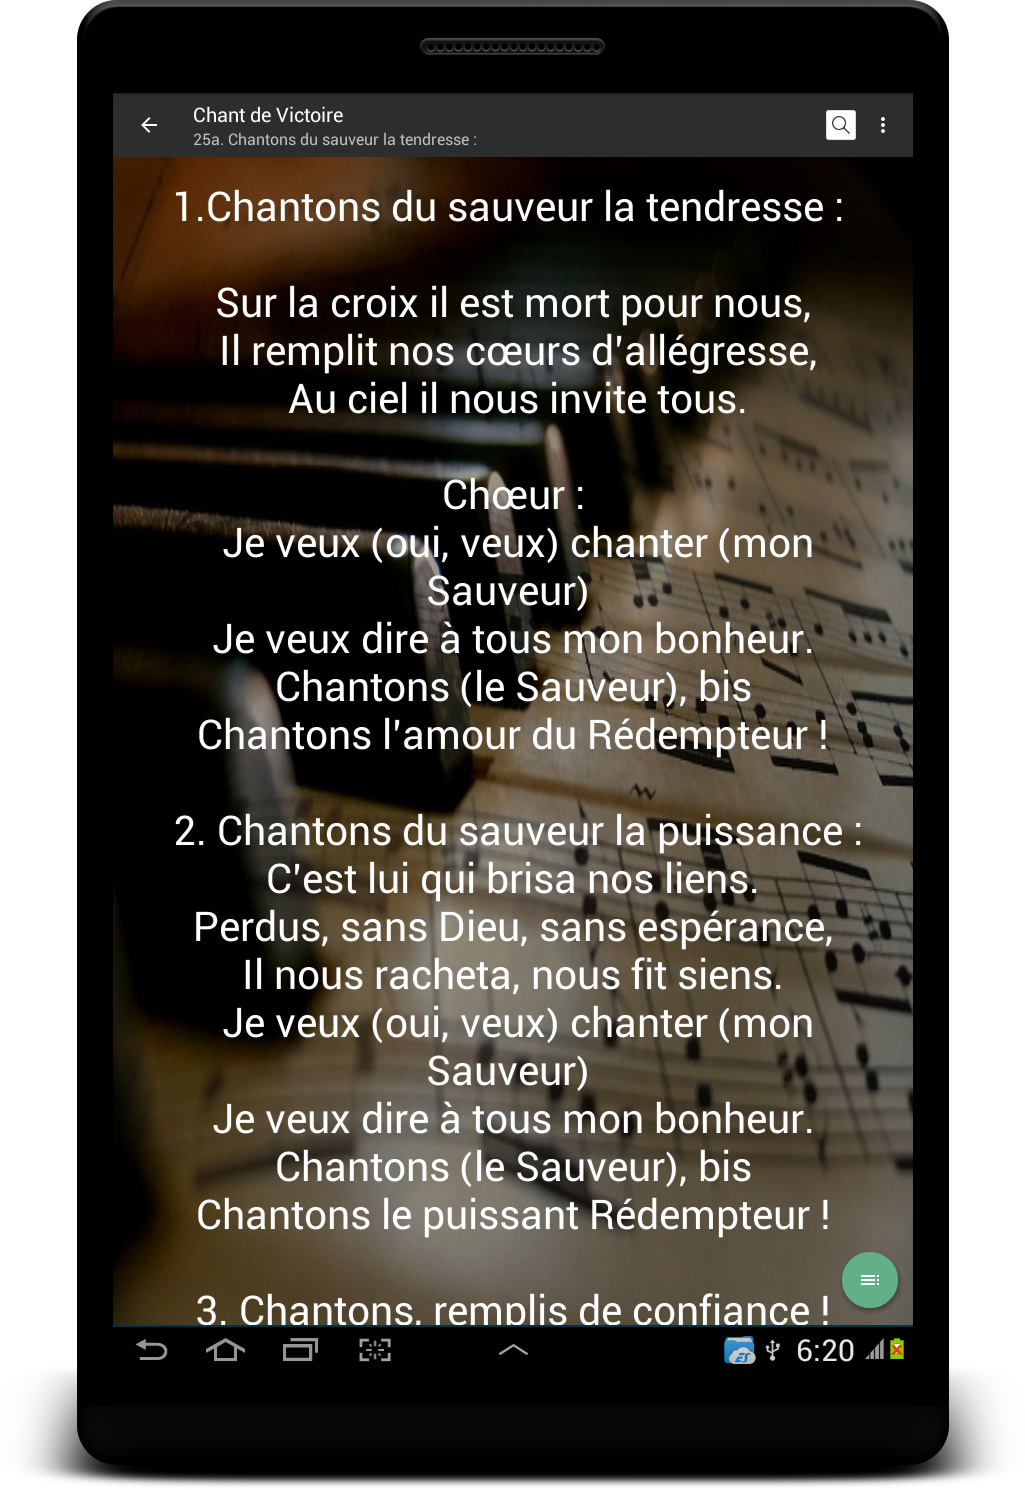 Chant de Victoire
25a. Chantons du sauveur la tendresse :
1.Chantons du sauveur la tendresse :
Sur la croix il est mort pour nous,
Il remplit nos cœurs d'allégresse,
Au ciel il nous invite tous.
Chœur :
Je veux (oui, veux) chanter (mon
Sauveur)
Je veux dire à tous mon bonheur.
Chantons (le Sauveur), bis
Chantons l'amour du Rédempteur !
2. Chantons du sauveur la puissance :
C'est lui qui brisa nos liens.
Perdus, sans Dieu, sans espérance,
Il nous racheta, nous fit siens.
Je veux (oui, veux) chanter (mon
Sauveur)
Je veux dire à tous mon bonheur.
Chantons (le Sauveur), bis
Chantons le puissant Rédempteur !
3. Chantons, remplis de confiance !
ES
6:20